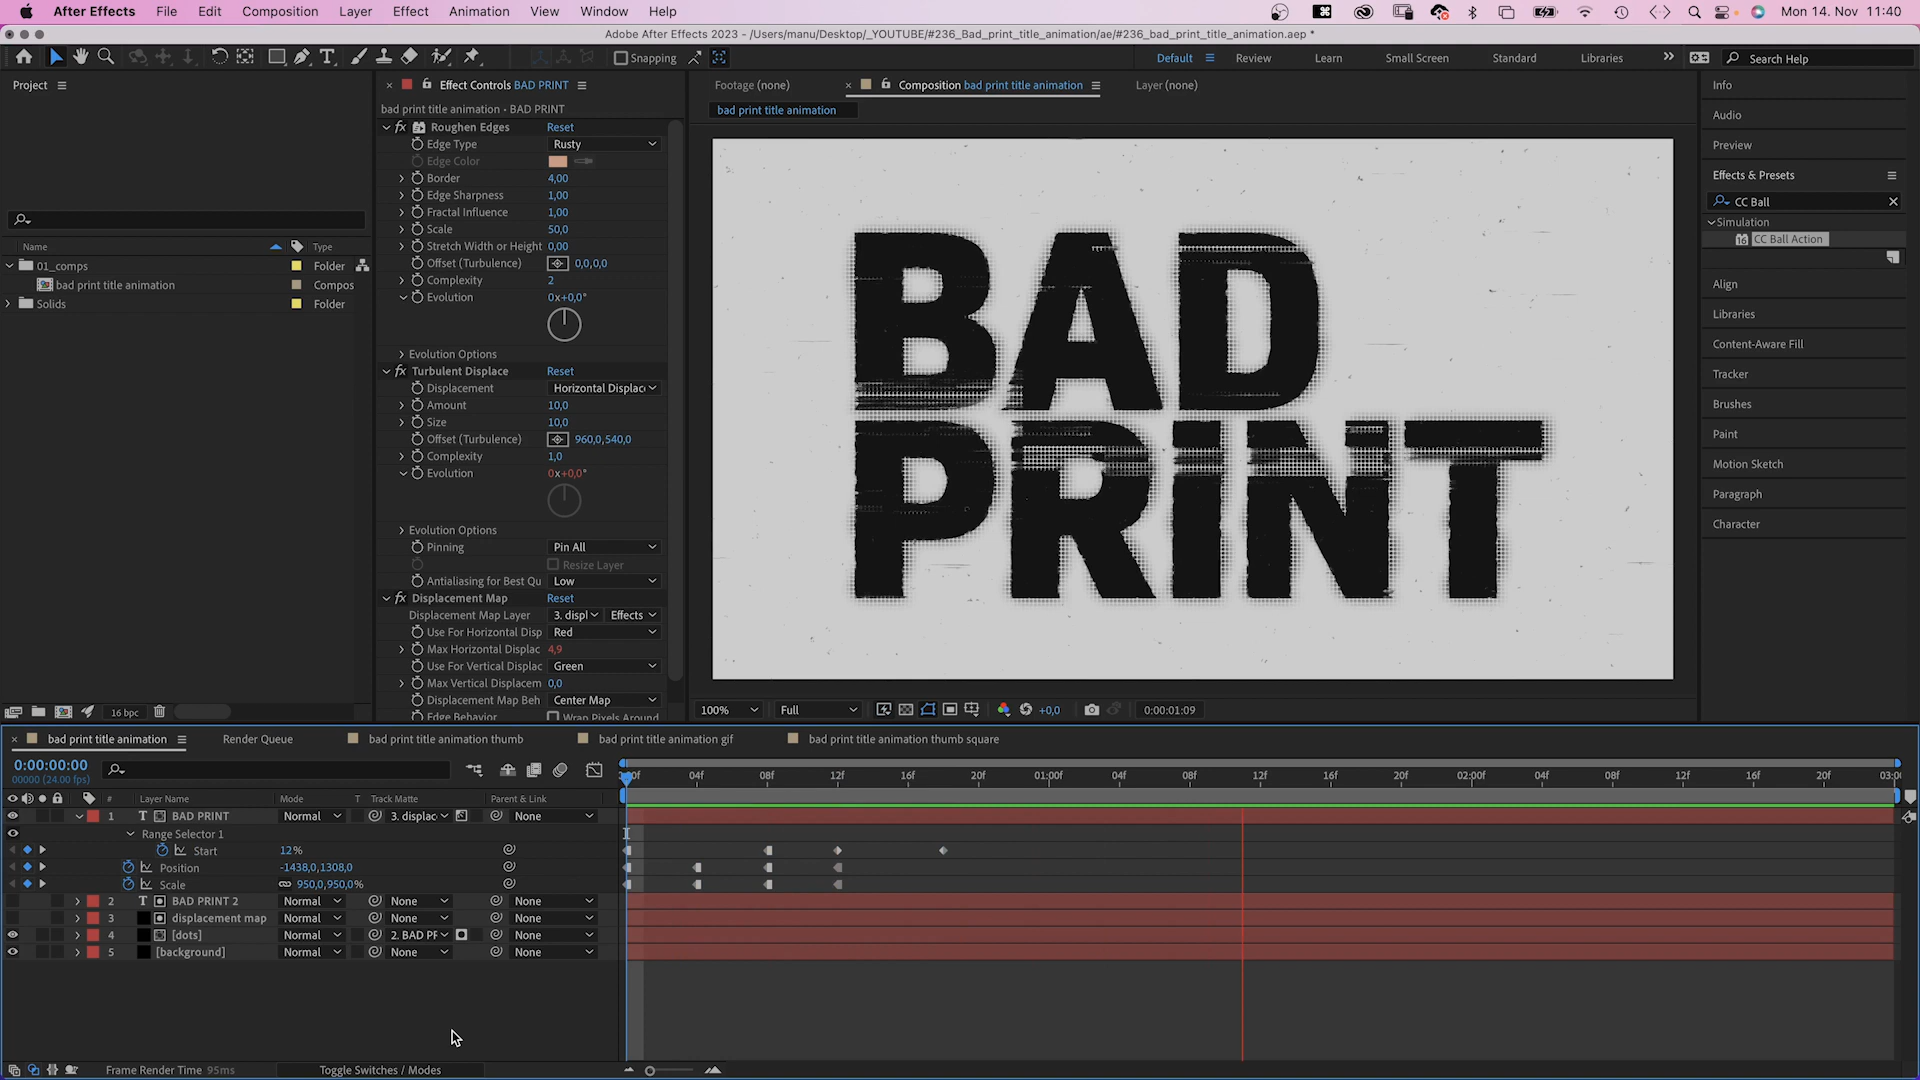 After Effects File Edit Composition Layer Effect Animation View Window Help Mon 14. Nov 11:40
Adobe After Effects 2023 - /Users/manu/Desktop/_YOUTUBE/#236_Bad_print_title_animation/ae/#236_bad_print_title_animation.aep *
Snapping Default Review Learn Small Screen Standard Libraries Search Help
Project
Effect Controls BAD PRINT
Footage (none) Composition bad print title animation Layer (none)
bad print title animation • BAD PRINT
bad print title animation
Roughen Edges Reset
Edge Type Rusty
Edge Color
Border 4,00
Edge Sharpness 1,00
Fractal Influence 1,00
Scale 50,0
Stretch Width or Height 0,00
Offset (Turbulence) 0,0,0,0
Complexity 2
Evolution 0x+0,0°
Evolution Options
Turbulent Displace Reset
Displacement Horizontal Displac
Amount 10,0
Size 10,0
Offset (Turbulence) 960,0,540,0
Complexity 1,0
Evolution 0x+0,0°
Evolution Options
Pinning Pin All
Resize Layer
Antialiasing for Best Qu Low
Displacement Map Reset
Displacement Map Layer 3. displ Effects
Use For Horizontal Disp Red
Max Horizontal Displac 4,9
Use For Vertical Displac Green
Max Vertical Displacem 0,0
Displacement Map Beh Center Map
Edge Behavior Wrap Pixels Around
Name Type
01_comps Folder
bad print title animation Compos
Solids Folder
16 bpc
BAD
PRINT
100% Full +0,0 0:00:01:09
Info
Audio
Preview
Effects & Presets
CC Ball
Simulation
16 CC Ball Action
Align
Libraries
Content-Aware Fill
Tracker
Brushes
Paint
Motion Sketch
Paragraph
Character
bad print title animation Render Queue bad print title animation thumb bad print title animation gif bad print title animation thumb square
0:00:00:00
00000 (24.00 fps)
:00f 04f 08f 12f 16f 20f 01:00f 04f 08f 12f 16f 20f 02:00f 04f 08f 12f 16f 20f 03:0
# Layer Name Mode T Track Matte Parent & Link
1 T BAD PRINT Normal 3. displac None
Range Selector 1
Start 12%
Position -1438,0,1308,0
Scale 950,0,950,0%
2 T BAD PRINT 2 Normal None None
3 displacement map Normal None None
4 [dots] Normal 2. BAD PF None
5 [background] Normal None None
Frame Render Time 95ms Toggle Switches / Modes